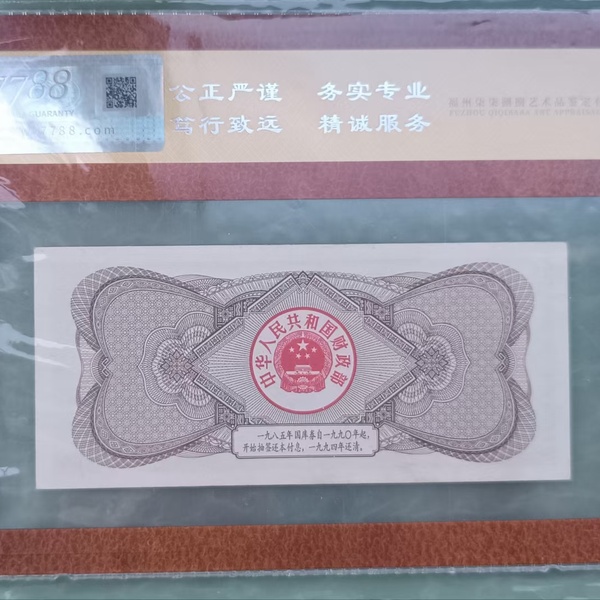 7788
GUARANTY
7788.com
公正严谨 务实专业
笃行致远 精诚服务
中华人民共和国财政部
一九八五年国库券自一九九〇年起，
开始抽签还本付息，一九九四年还清。